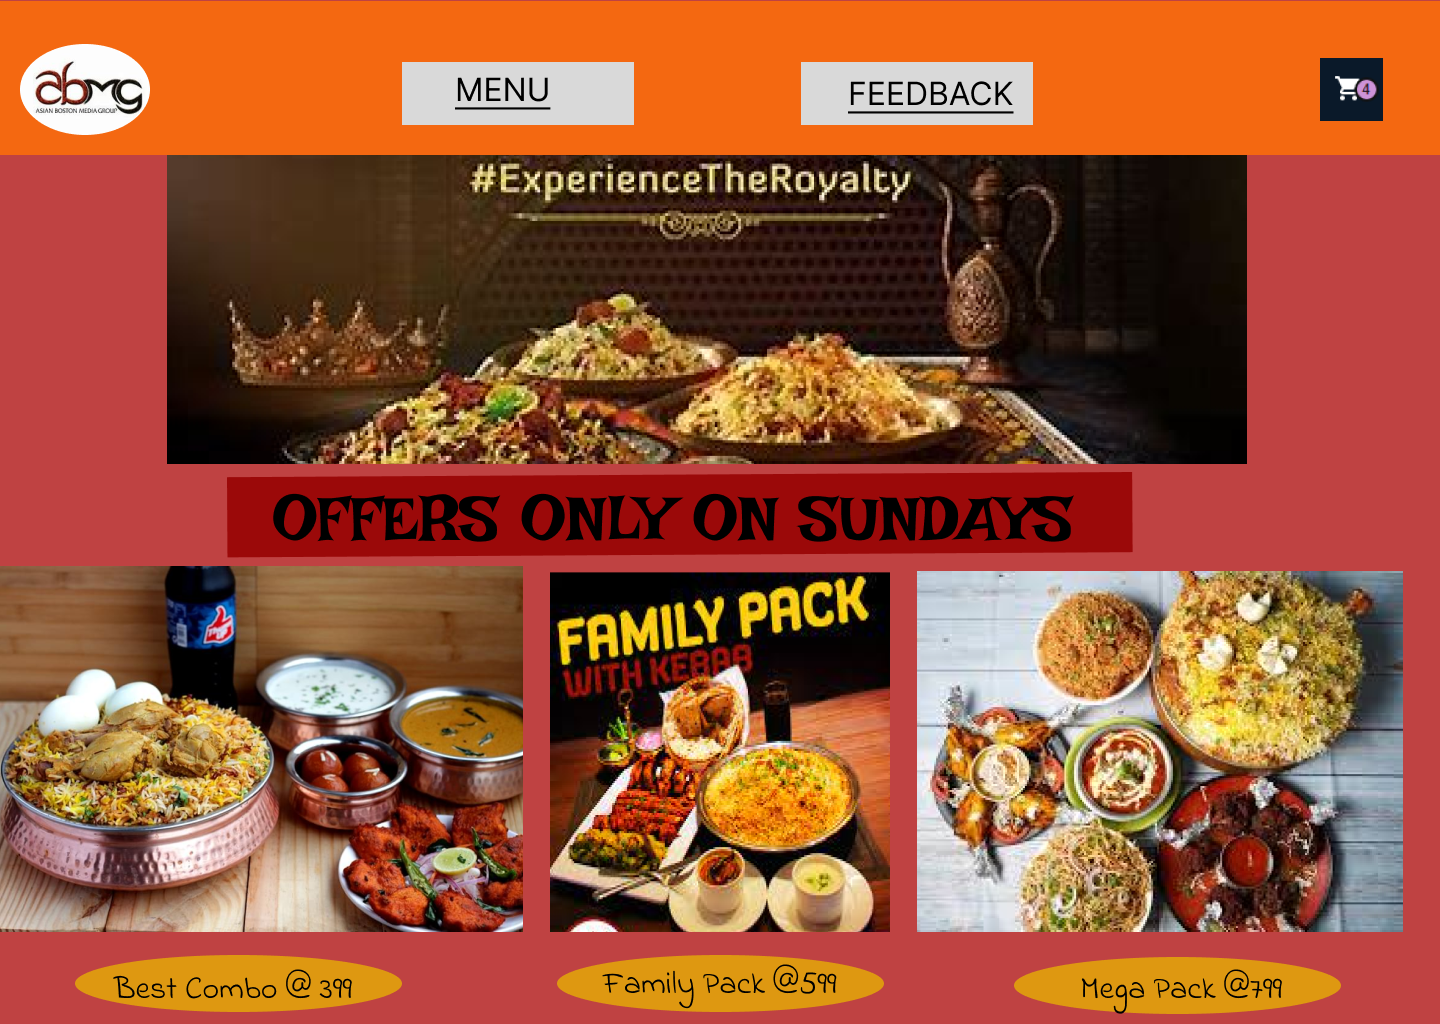 abmg
ASIAN BOSTON MEDIA GROUP
MENU
FEEDBACK
4
#ExperienceTheRoyalty
OFFERS ONLY ON SUNDAYS
FAMILY PACK
WITH KEBAB
Best Combo @ 399
Family Pack @599
Mega Pack @799